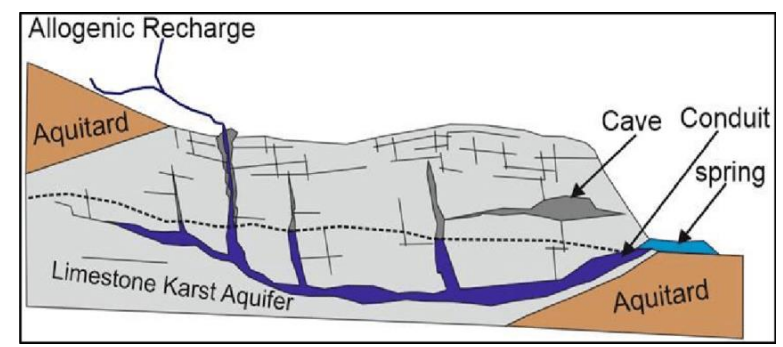 Allogenic Recharge
Aquitard
Cave
Conduit
spring
Limestone Karst Aquifer
Aquitard